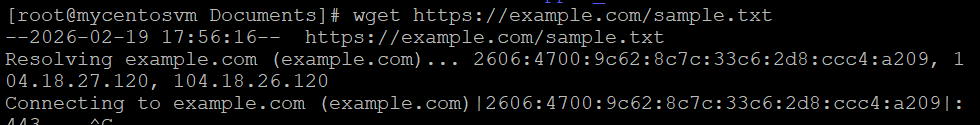 [root@mycentosvm Documents]# wget https://example.com/sample.txt
--2026-02-19 17:56:16--  https://example.com/sample.txt
Resolving example.com (example.com)... 2606:4700:9c62:8c7c:33c6:2d8:ccc4:a209, 1
04.18.27.120, 104.18.26.120
Connecting to example.com (example.com)|2606:4700:9c62:8c7c:33c6:2d8:ccc4:a209|:
443... ^C